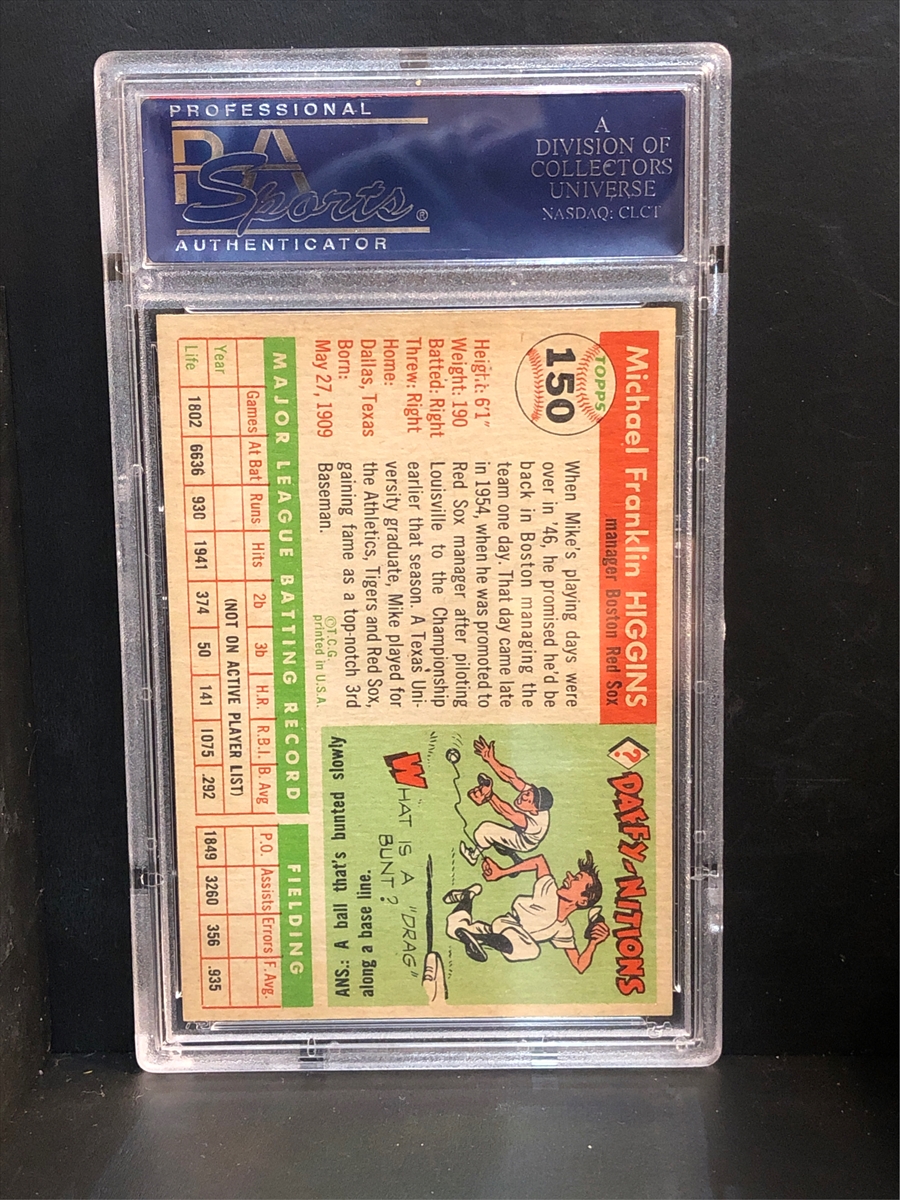 PROFESSIONAL
PSA
Sports®
AUTHENTICATOR
A
DIVISION OF
COLLECTORS
UNIVERSE
NASDAQ: CLCT
Michael Franklin HIGGINS
manager Boston Red Sox
TOPPS
150
Height: 6'1"
Weight: 190
Batted: Right
Threw: Right
Home:
Dallas, Texas
Born:
May 27, 1909
When Mike's playing days were
over in '46, he promised he'd be
back in Boston managing the
team one day. That day came late
in 1954, when he was promoted to
Red Sox manager after piloting
Louisville to the Championship
earlier that season. A Texas Uni-
versity graduate, Mike played for
the Athletics, Tigers and Red Sox,
gaining fame as a top-notch 3rd
Baseman.
©T.C.G.
printed in U.S.A.
? DAFFY-NITIONS
WHAT IS A "DRAG"
BUNT?
ANS.: A ball that's bunted slowly
along a base line.
MAJOR LEAGUE BATTING RECORD FIELDING
Games At Bat Runs Hits 2b 3b H.R. R.B.I. B. Avg P.O. Assists Errors F. Avg.
Year (NOT ON ACTIVE PLAYER LIST)
Life 1802 6636 930 1941 374 50 141 1075 .292 1849 3260 356 .935